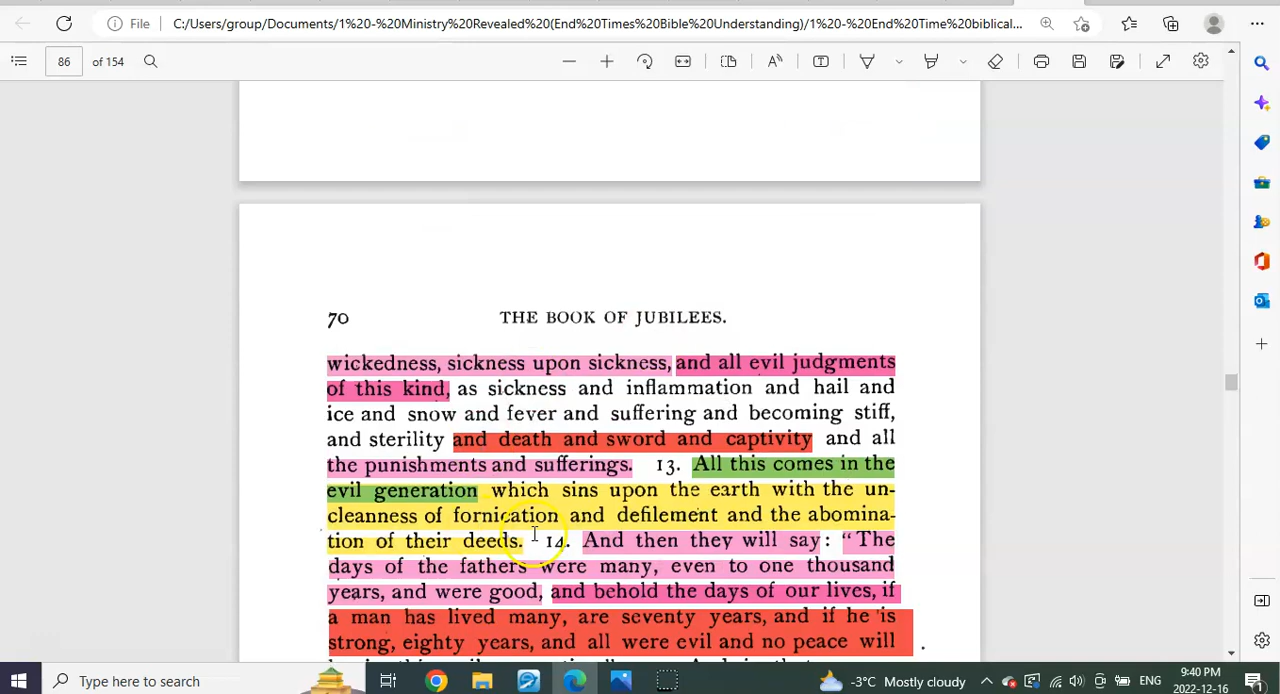 File
C:/Users/group/Documents/1%20-%20Ministry%20Revealed%20(End%20Times%20Bible%20Understanding)/1%20-%20End%20Time%20biblical...
86 of 154
70 THE BOOK OF JUBILEES.
wickedness, sickness upon sickness, and all evil judgments
of this kind, as sickness and inflammation and hail and
ice and snow and fever and suffering and becoming stiff,
and sterility and death and sword and captivity and all
the punishments and sufferings. 13. All this comes in the
evil generation which sins upon the earth with the un-
cleanness of fornication and defilement and the abomina-
tion of their deeds. 14. And then they will say: "The
days of the fathers were many, even to one thousand
years, and were good, and behold the days of our lives, if
a man has lived many, are seventy years, and if he is
strong, eighty years, and all were evil and no peace will
Type here to search
-3°C Mostly cloudy
ENG
9:40 PM
2022-12-16